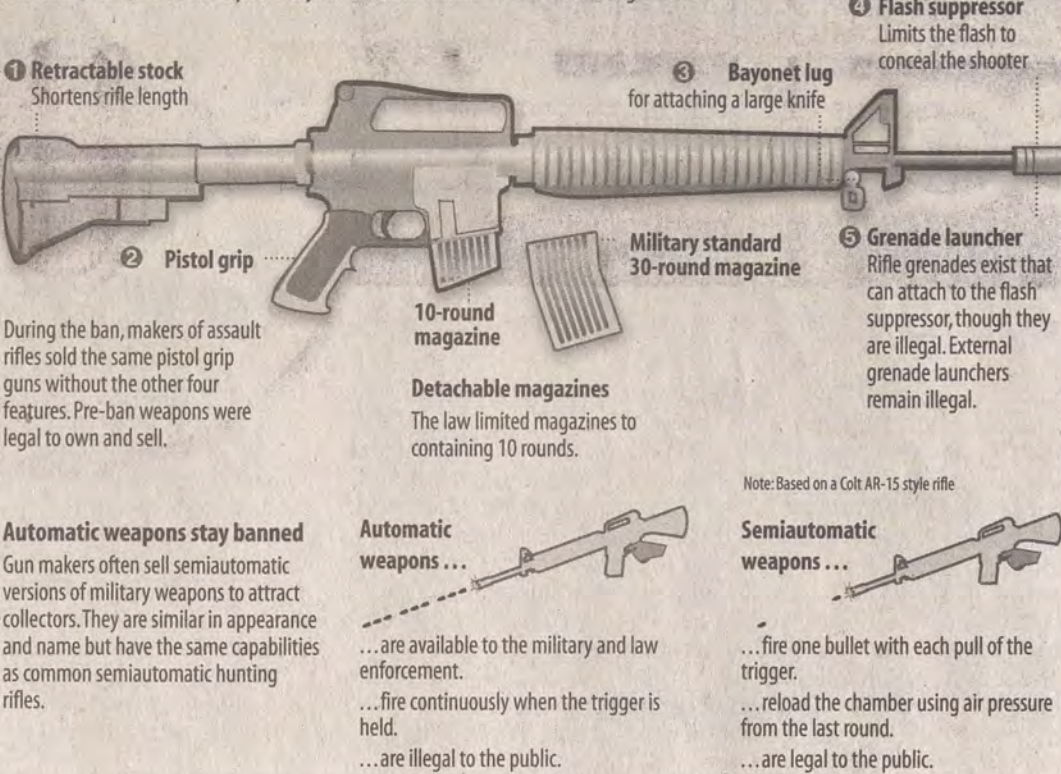 ❹ Flash suppressor
Limits the flash to
conceal the shooter
❶ Retractable stock
Shortens rifle length
❸ Bayonet lug
for attaching a large knife
❷ Pistol grip
Military standard
30-round magazine
❺ Grenade launcher
Rifle grenades exist that
can attach to the flash
suppressor, though they
are illegal. External
grenade launchers
remain illegal.
10-round
magazine
During the ban, makers of assault
rifles sold the same pistol grip
guns without the other four
features. Pre-ban weapons were
legal to own and sell.
Detachable magazines
The law limited magazines to
containing 10 rounds.
Note: Based on a Colt AR-15 style rifle
Automatic weapons stay banned
Gun makers often sell semiautomatic
versions of military weapons to attract
collectors. They are similar in appearance
and name but have the same capabilities
as common semiautomatic hunting
rifles.
Automatic
weapons ...
...are available to the military and law
enforcement.
...fire continuously when the trigger is
held.
...are illegal to the public.
Semiautomatic
weapons ...
...fire one bullet with each pull of the
trigger.
...reload the chamber using air pressure
from the last round.
...are legal to the public.